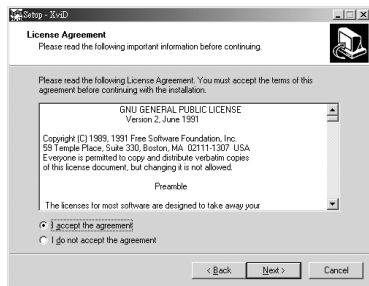 Setup - XviD
License Agreement
Please read the following important information before continuing.
Please read the following License Agreement. You must accept the terms of this
agreement before continuing with the installation.
GNU GENERAL PUBLIC LICENSE
Version 2, June 1991
Copyright (C) 1989, 1991 Free Software Foundation, Inc.
59 Temple Place, Suite 330, Boston, MA  02111-1307  USA
Everyone is permitted to copy and distribute verbatim copies
of this license document, but changing it is not allowed.
Preamble
The licenses for most software are designed to take away your
I accept the agreement
I do not accept the agreement
< Back
Next >
Cancel